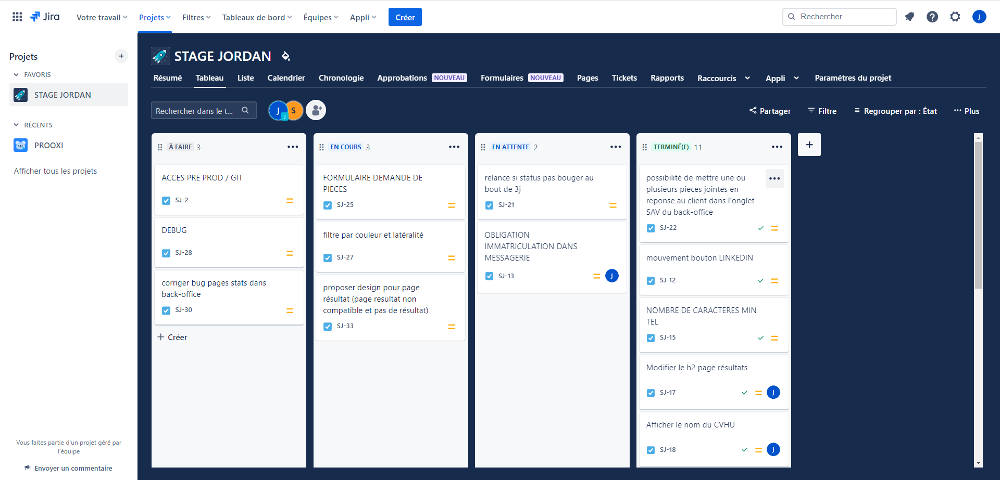 Jira
Votre travail
Projets
Filtres
Tableaux de bord
Équipes
Appli
Créer
Rechercher
J
Projets
FAVORIS
STAGE JORDAN
RÉCENTS
PROOXI
Afficher tous les projets
Vous faites partie d'un projet géré par
l'équipe
Envoyer un commentaire
STAGE JORDAN
Résumé
Tableau
Liste
Calendrier
Chronologie
Approbations NOUVEAU
Formulaires NOUVEAU
Pages
Tickets
Rapports
Raccourcis
Appli
Paramètres du projet
Rechercher dans le t...
J
J
S
Partager
Filtre
Regrouper par : État
Plus
À FAIRE 3
ACCES PRE PROD / GIT
SJ-2
DEBUG
SJ-28
corriger bug pages stats dans
back-office
SJ-30
Créer
EN COURS 3
FORMULAIRE DEMANDE DE
PIECES
SJ-25
filtre par couleur et latéralité
SJ-27
proposer design pour page
résultat (page resultat non
compatible et pas de résultat)
SJ-33
EN ATTENTE 2
relance si status pas bouger au
bout de 3j
SJ-21
OBLIGATION
IMMATRICULATION DANS
MESSAGERIE
SJ-13
J
TERMINÉ(E) 11
possibilité de mettre une ou
plusieurs pieces jointes en
reponse au client dans l'onglet
SAV du back-office
SJ-22
mouvement bouton LINKEDIN
SJ-12
NOMBRE DE CARACTERES MIN
TEL
SJ-15
Modifier le h2 page résultats
SJ-17
J
Afficher le nom du CVHU
SJ-18
J